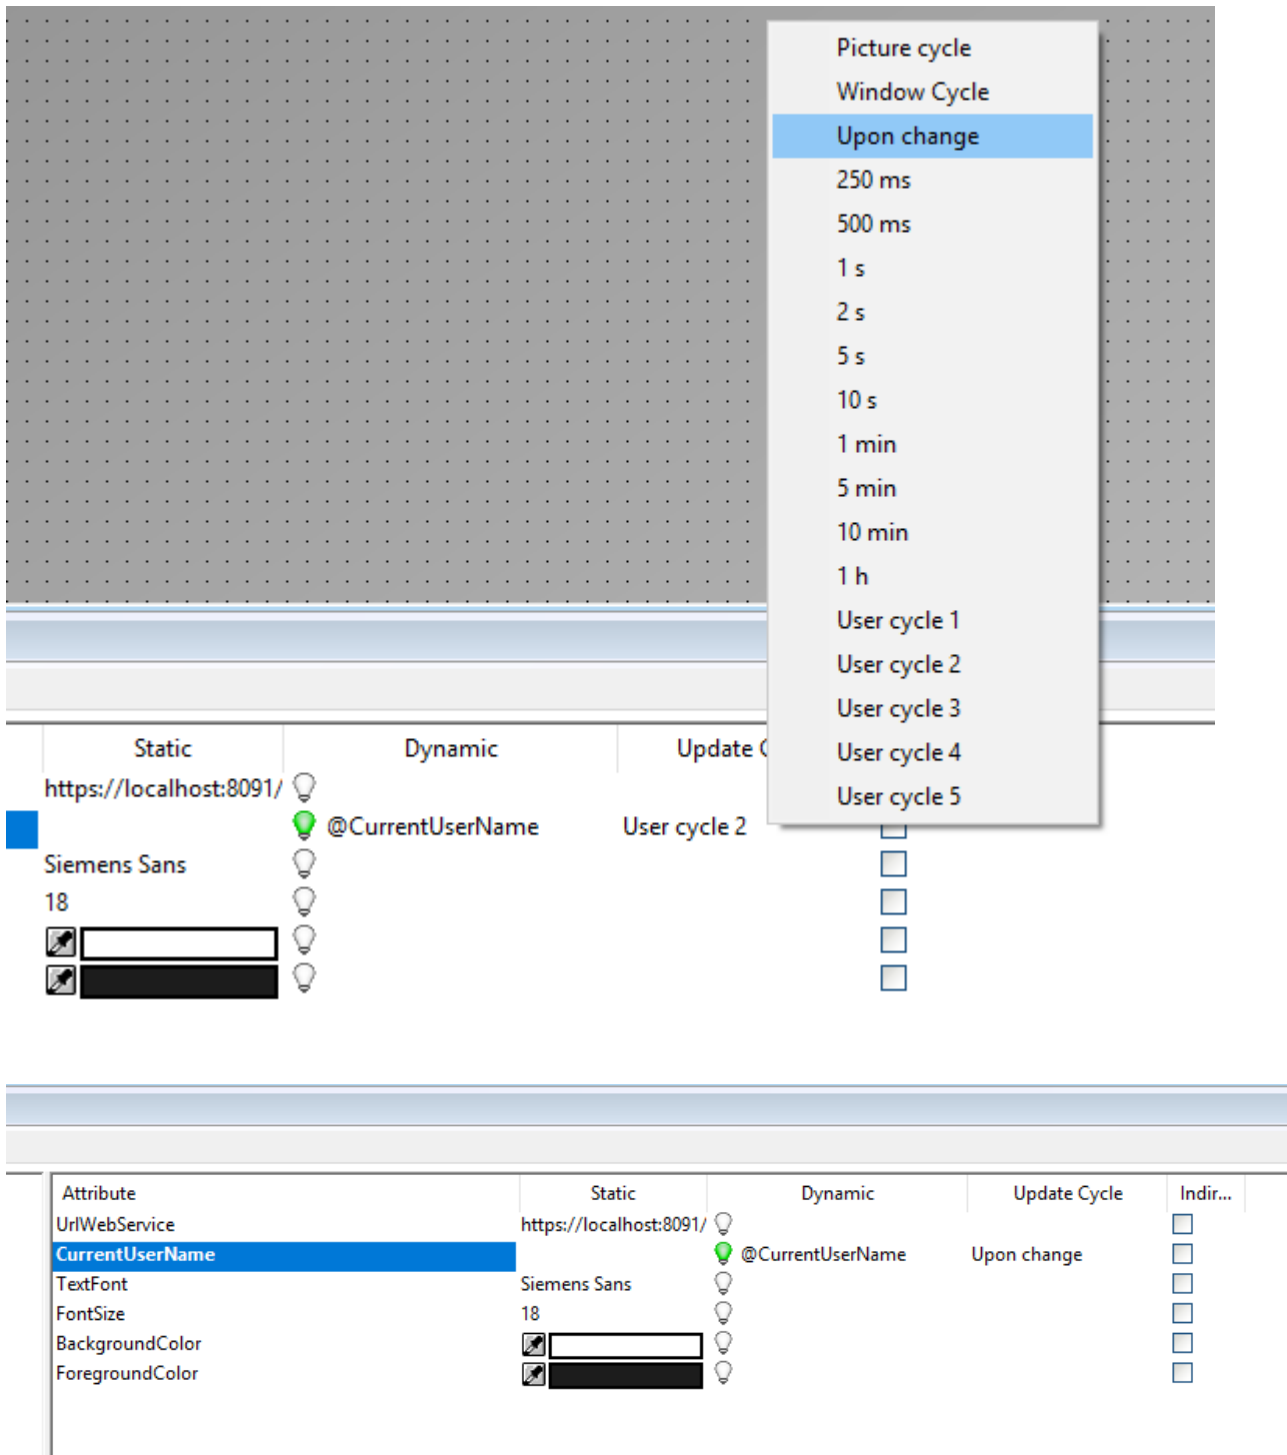 Picture cycle
Window Cycle
Upon change
250 ms
500 ms
1 s
2 s
5 s
10 s
1 min
5 min
10 min
1 h
User cycle 1
User cycle 2
User cycle 3
User cycle 4
User cycle 5
Static Dynamic Update
https://localhost:8091/
@CurrentUserName User cycle 2
Siemens Sans
18
Attribute Static Dynamic Update Cycle Indir...
UrlWebService https://localhost:8091/
CurrentUserName @CurrentUserName Upon change
TextFont Siemens Sans
FontSize 18
BackgroundColor
ForegroundColor